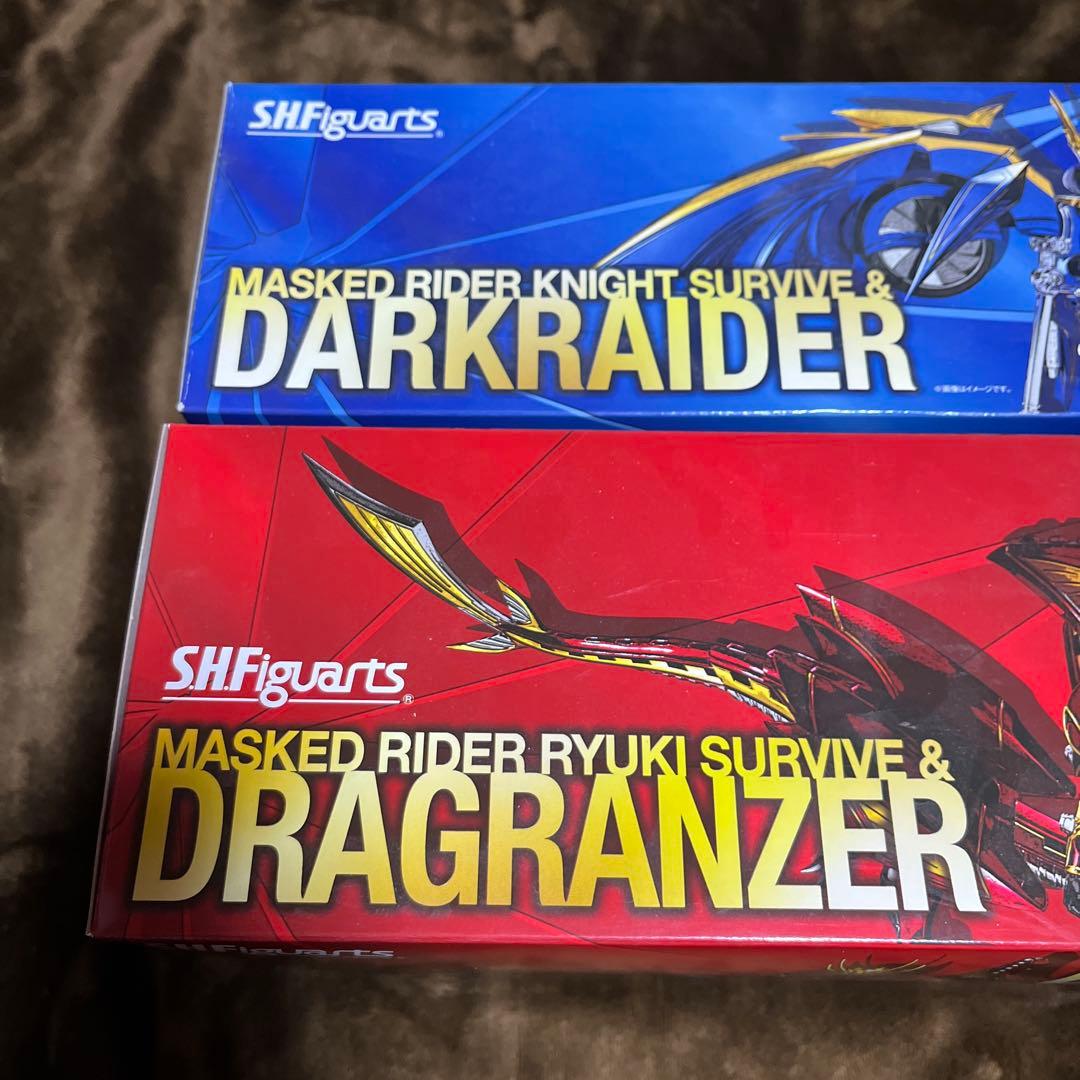 S.H.Figuarts®
MASKED RIDER KNIGHT SURVIVE &
DARKRAIDER
※画像はイメージです。
S.H.Figuarts®
MASKED RIDER RYUKI SURVIVE &
DRAGRANZER
S.H.Figuarts